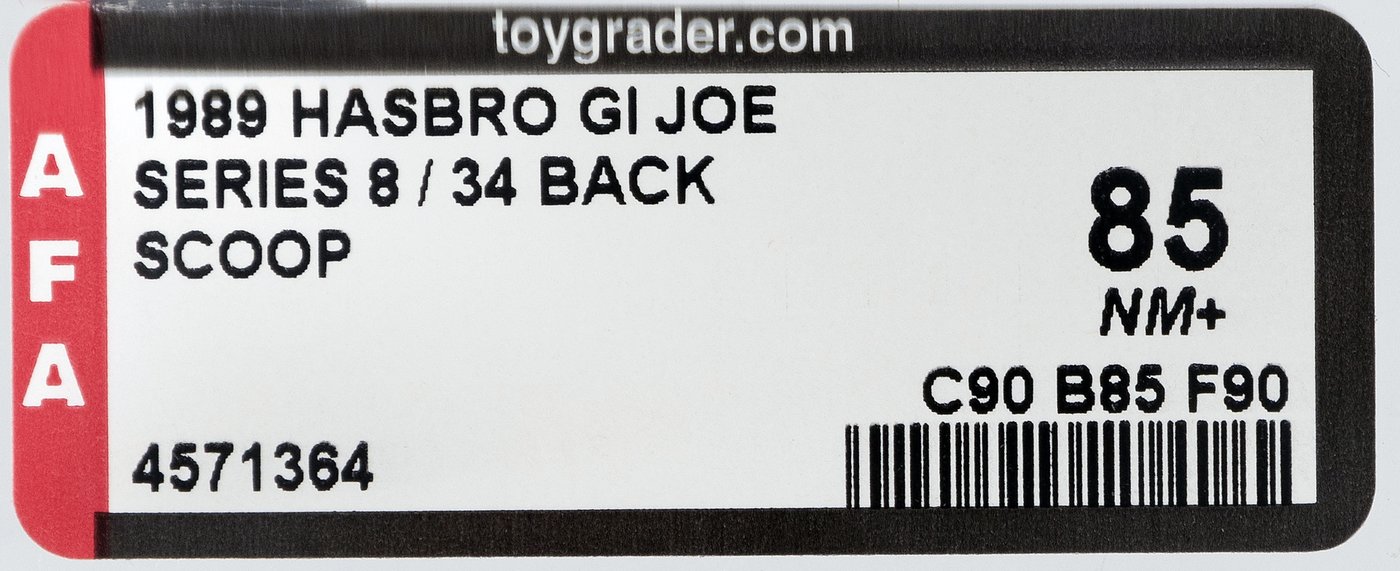 toygrader.com
AFA
1989 HASBRO GI JOE
SERIES 8 / 34 BACK
SCOOP
85
NM+
C90 B85 F90
4571364